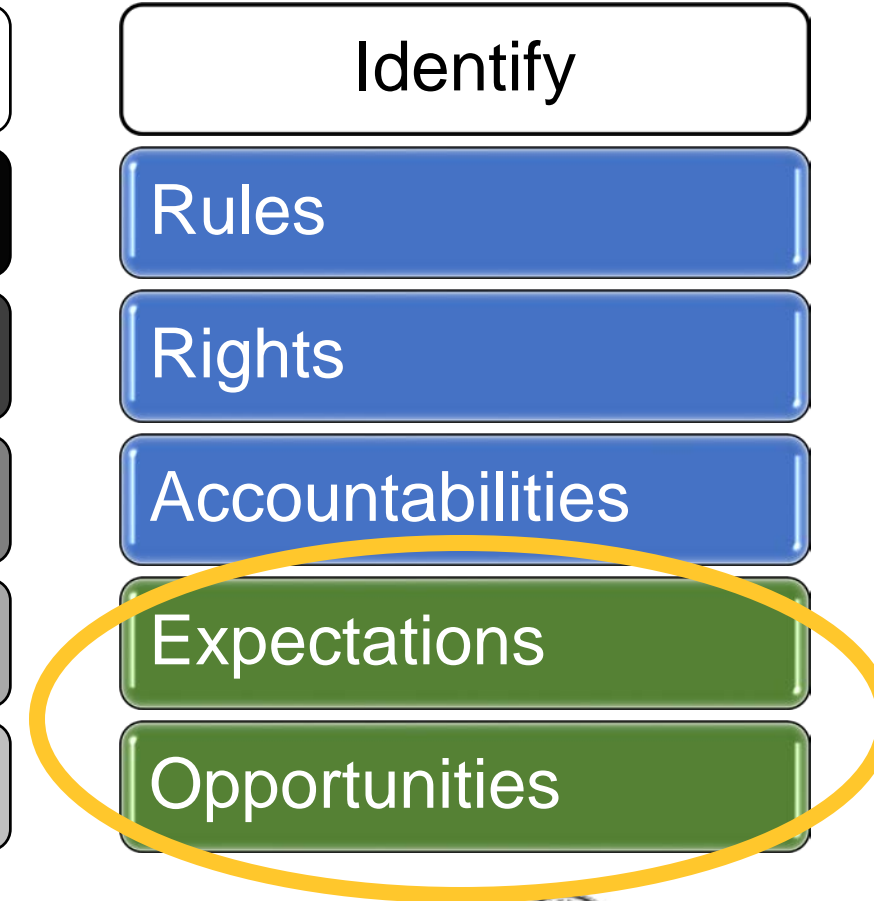 Identify
Rules
Rights
Accountabilities
Expectations
Opportunities